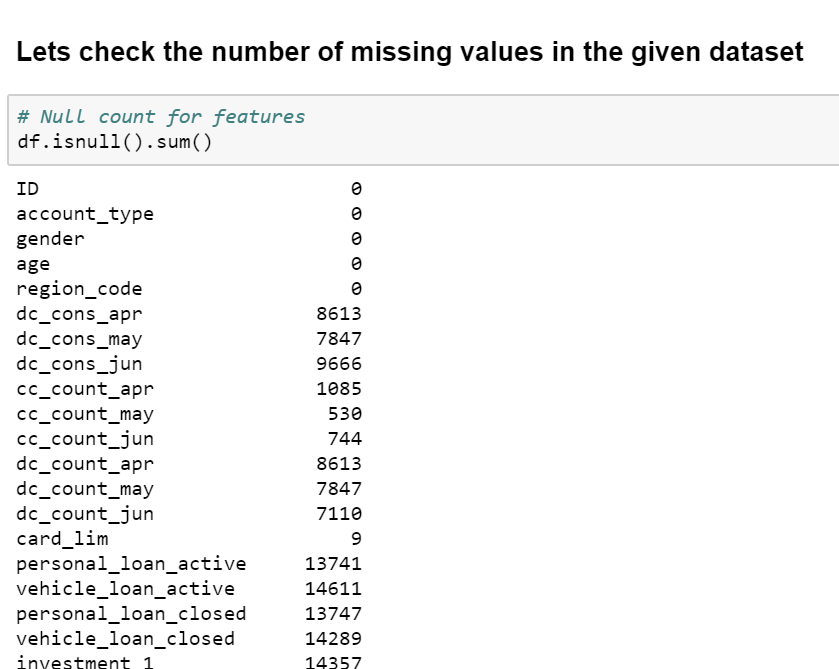 Lets check the number of missing values in the given dataset
# Null count for features
df.isnull().sum()
ID 0
account_type 0
gender 0
age 0
region_code 0
dc_cons_apr 8613
dc_cons_may 7847
dc_cons_jun 9666
cc_count_apr 1085
cc_count_may 530
cc_count_jun 744
dc_count_apr 8613
dc_count_may 7847
dc_count_jun 7110
card_lim 9
personal_loan_active 13741
vehicle_loan_active 14611
personal_loan_closed 13747
vehicle_loan_closed 14289
investment_1 14357